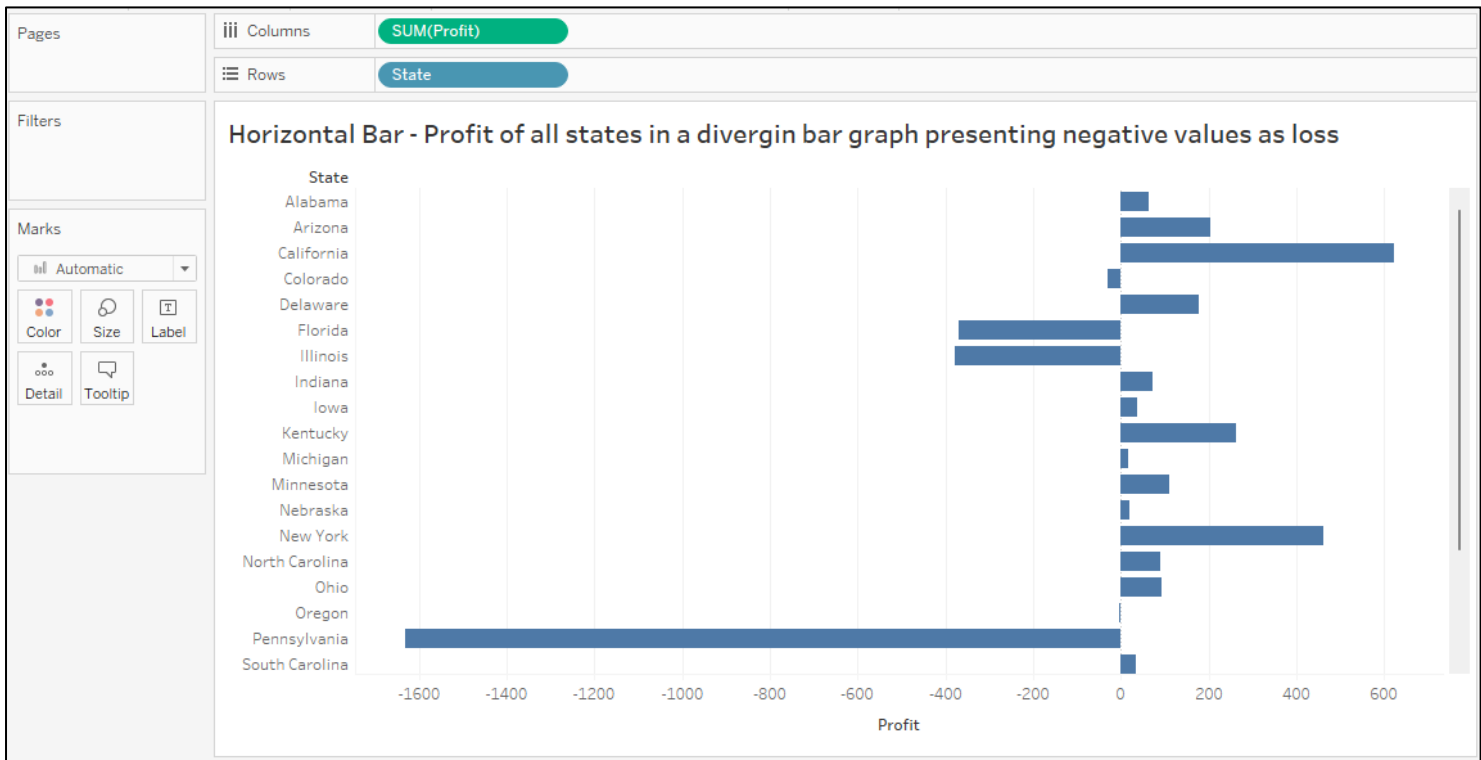 Pages
Columns
SUM(Profit)
Rows
State
Filters
Marks
Automatic
Color
Size
Label
Detail
Tooltip
Horizontal Bar - Profit of all states in a divergin bar graph presenting negative values as loss
State
Alabama
Arizona
California
Colorado
Delaware
Florida
Illinois
Indiana
Iowa
Kentucky
Michigan
Minnesota
Nebraska
New York
North Carolina
Ohio
Oregon
Pennsylvania
South Carolina
-1600 -1400 -1200 -1000 -800 -600 -400 -200 0 200 400 600
Profit